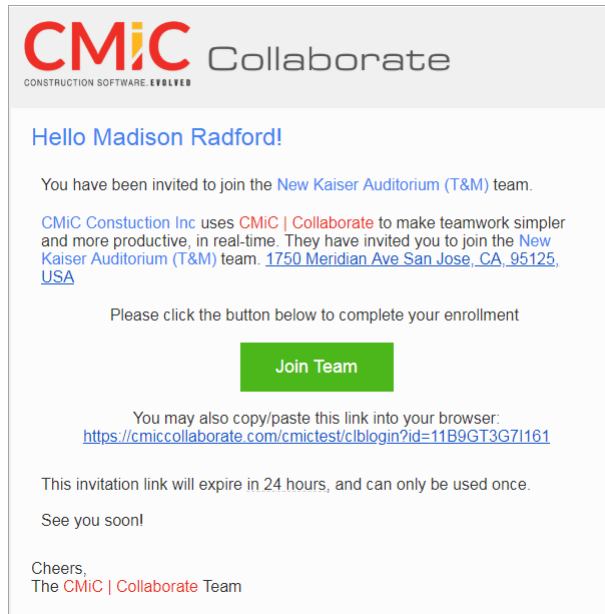 CMiC Collaborate
CONSTRUCTION SOFTWARE. EVOLVED
Hello Madison Radford!
You have been invited to join the New Kaiser Auditorium (T&M) team.
CMiC Constuction Inc uses CMiC | Collaborate to make teamwork simpler
and more productive, in real-time. They have invited you to join the New
Kaiser Auditorium (T&M) team. 1750 Meridian Ave San Jose, CA, 95125,
USA
Please click the button below to complete your enrollment
Join Team
You may also copy/paste this link into your browser:
https://cmiccollaborate.com/cmictest/clblogin?id=11B9GT3G7I161
This invitation link will expire in 24 hours, and can only be used once.
See you soon!
Cheers,
The CMiC | Collaborate Team